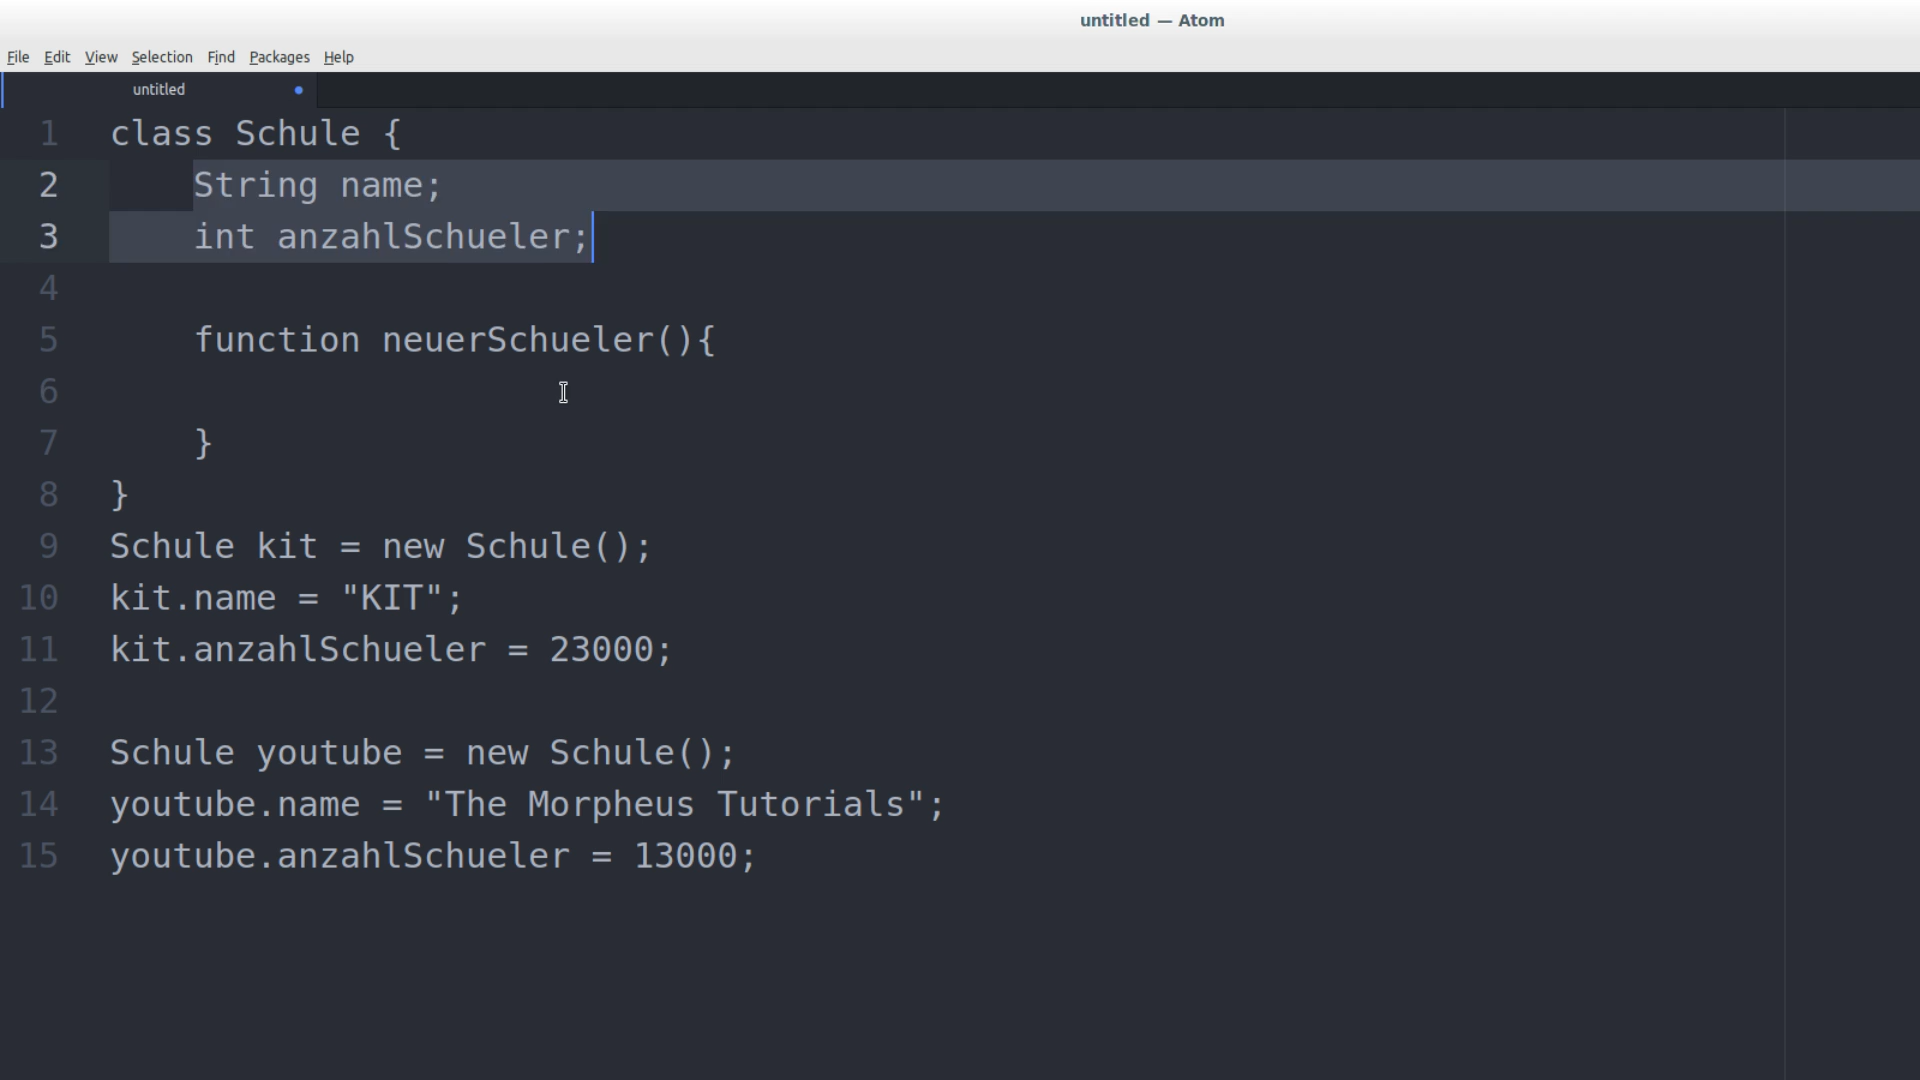 untitled — Atom
File Edit View Selection Find Packages Help
untitled
1 class Schule {
2 String name;
3 int anzahlSchueler;
4
5 function neuerSchueler(){
6
7 }
8 }
9 Schule kit = new Schule();
10 kit.name = "KIT";
11 kit.anzahlSchueler = 23000;
12
13 Schule youtube = new Schule();
14 youtube.name = "The Morpheus Tutorials";
15 youtube.anzahlSchueler = 13000;